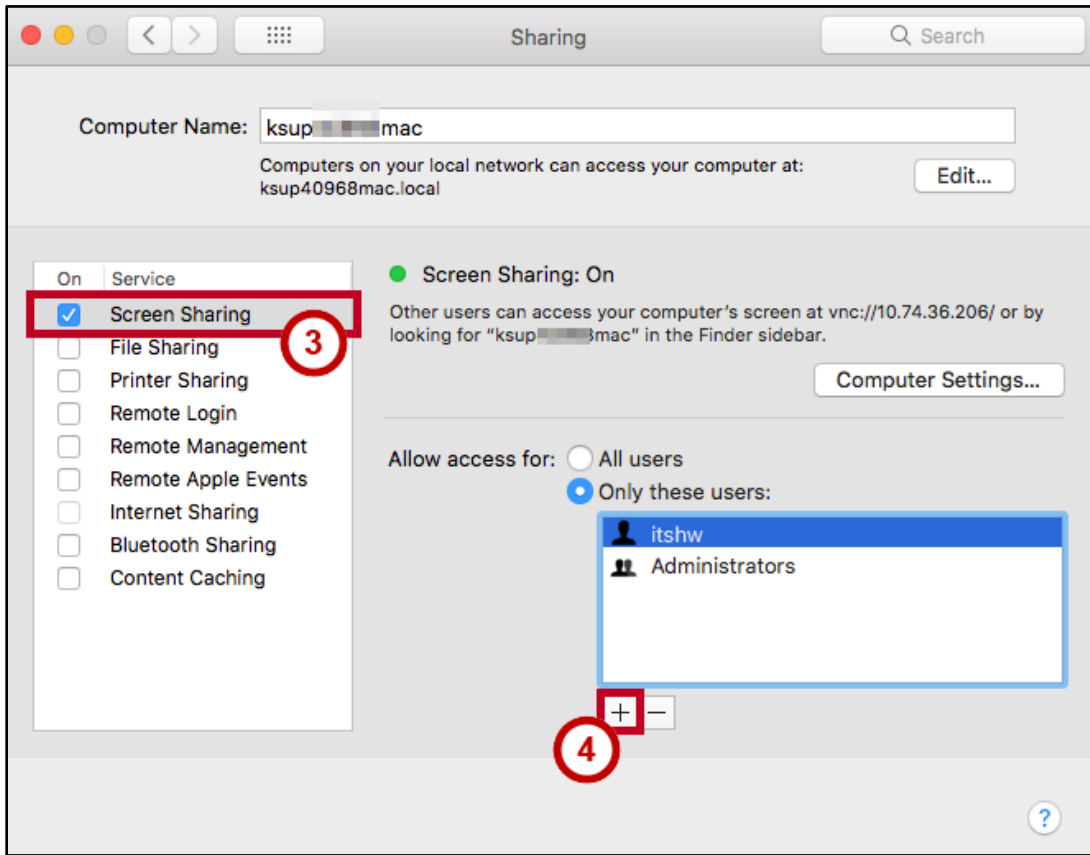 Sharing
Search
Computer Name: ksup mac
Computers on your local network can access your computer at:
ksup40968mac.local
Edit...
On Service
Screen Sharing
File Sharing
Printer Sharing
Remote Login
Remote Management
Remote Apple Events
Internet Sharing
Bluetooth Sharing
Content Caching
3
Screen Sharing: On
Other users can access your computer's screen at vnc://10.74.36.206/ or by
looking for "ksup mac" in the Finder sidebar.
Computer Settings...
Allow access for: All users
Only these users:
itshw
Administrators
+ −
4
?